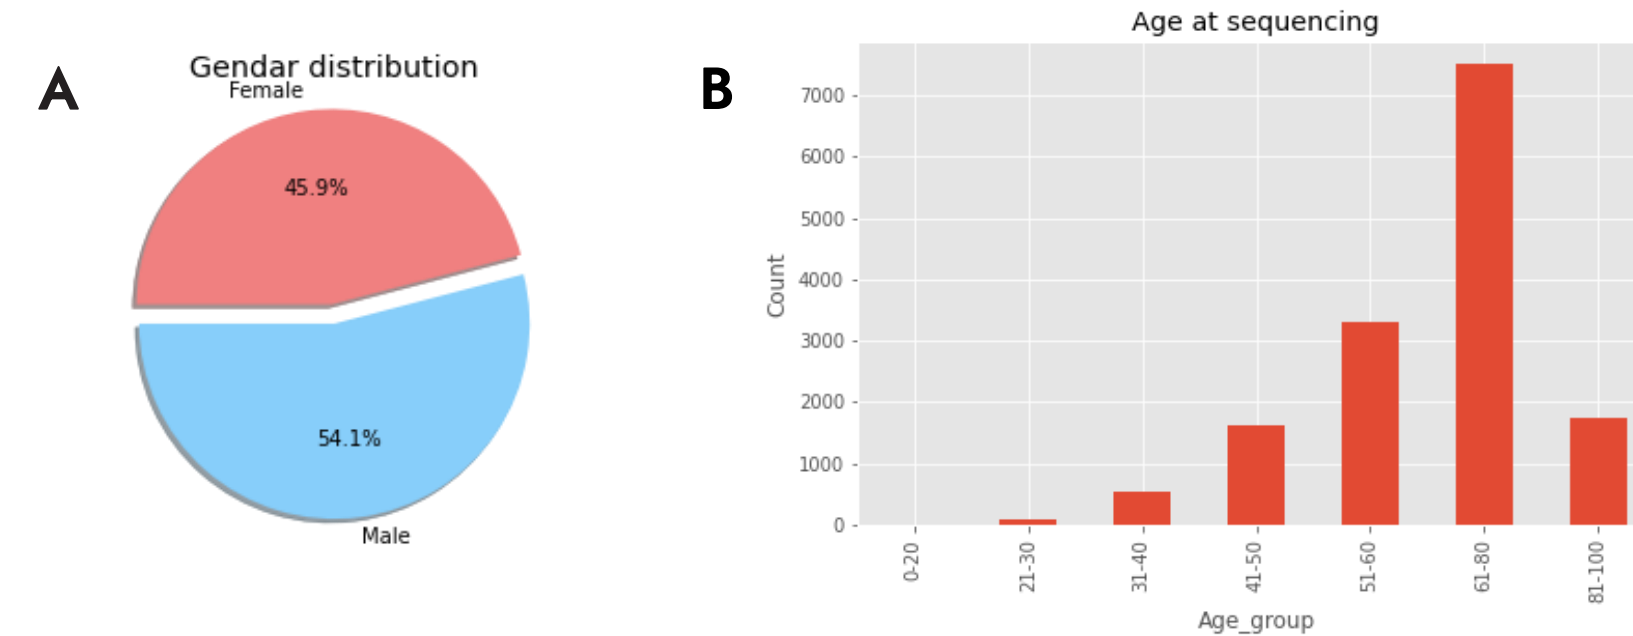 A
Gendar distribution
Female
45.9%
54.1%
Male
B
Age at sequencing
7000
6000
5000
4000
3000
2000
1000
0
Count
0-20
21-30
31-40
41-50
51-60
61-80
81-100
Age_group